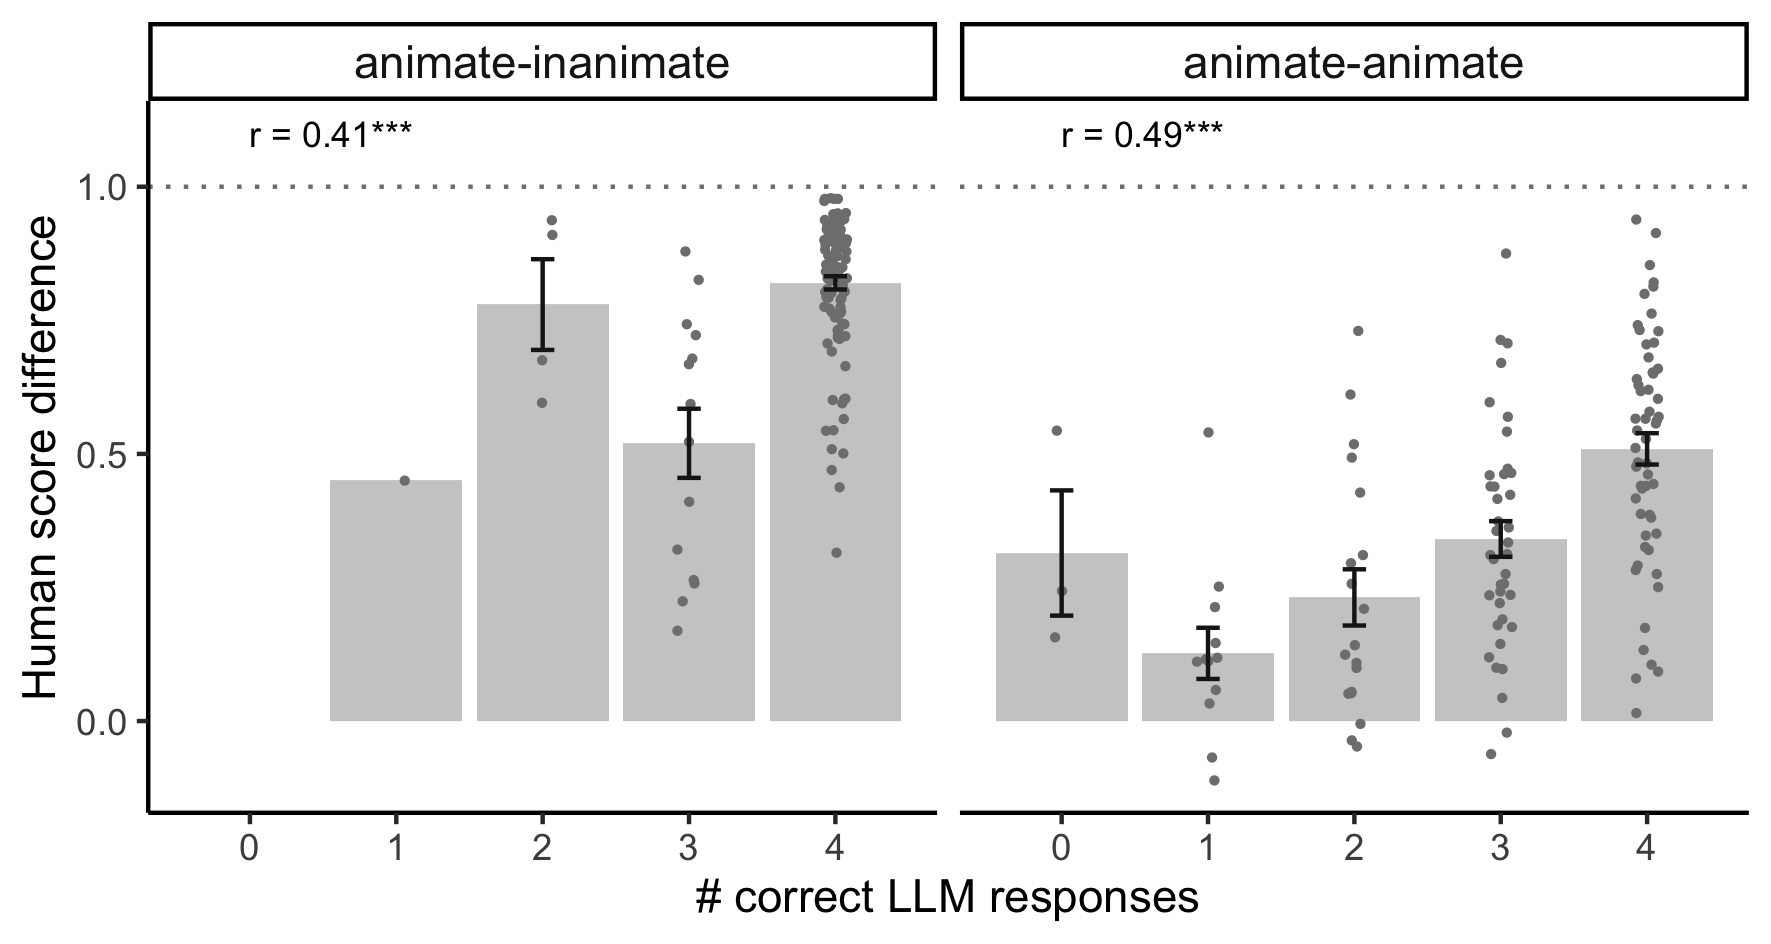 animate-inanimate
animate-animate
r = 0.41***
r = 0.49***
1.0
0.5
0.0
Human score difference
0 1 2 3 4
0 1 2 3 4
# correct LLM responses